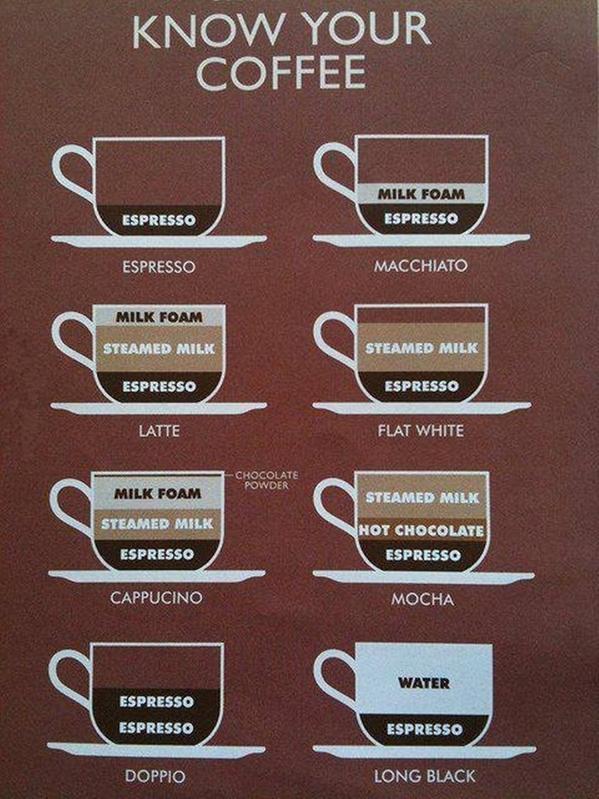 KNOW YOUR
COFFEE
ESPRESSO
ESPRESSO
MILK FOAM
ESPRESSO
MACCHIATO
MILK FOAM
STEAMED MILK
ESPRESSO
LATTE
STEAMED MILK
ESPRESSO
FLAT WHITE
CHOCOLATE
POWDER
MILK FOAM
STEAMED MILK
ESPRESSO
CAPPUCINO
STEAMED MILK
HOT CHOCOLATE
ESPRESSO
MOCHA
ESPRESSO
ESPRESSO
DOPPIO
WATER
ESPRESSO
LONG BLACK